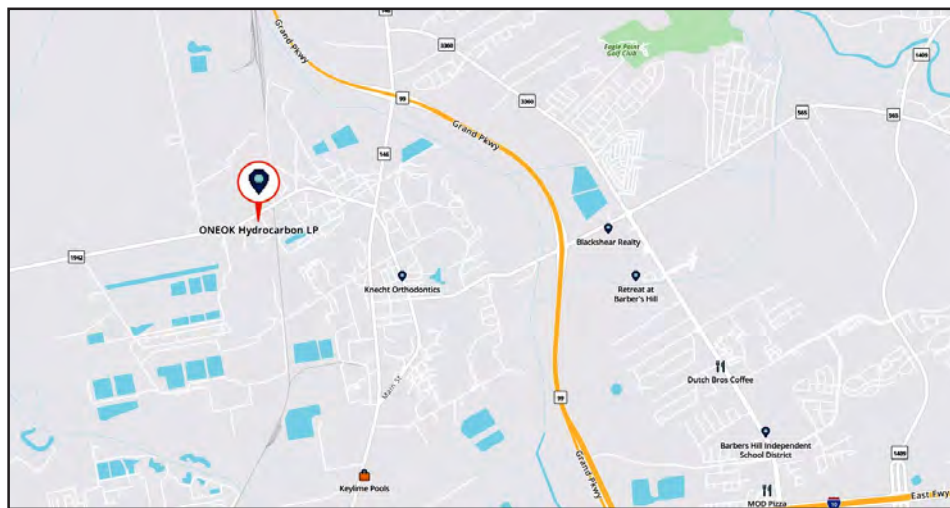 146
Grand Pkwy
3360
Eagle Point
Golf Club
1409
99
3360
565
565
Grand Pkwy
146
ONEOK Hydrocarbon LP
Blackshear Realty
1942
Knecht Orthodontics
Retreat at
Barber's Hill
Dutch Bros Coffee
Main St
99
Barbers Hill Independent
School District
1409
Grand Pkwy
Keylime Pools
MOD Pizza
10
East Fwy